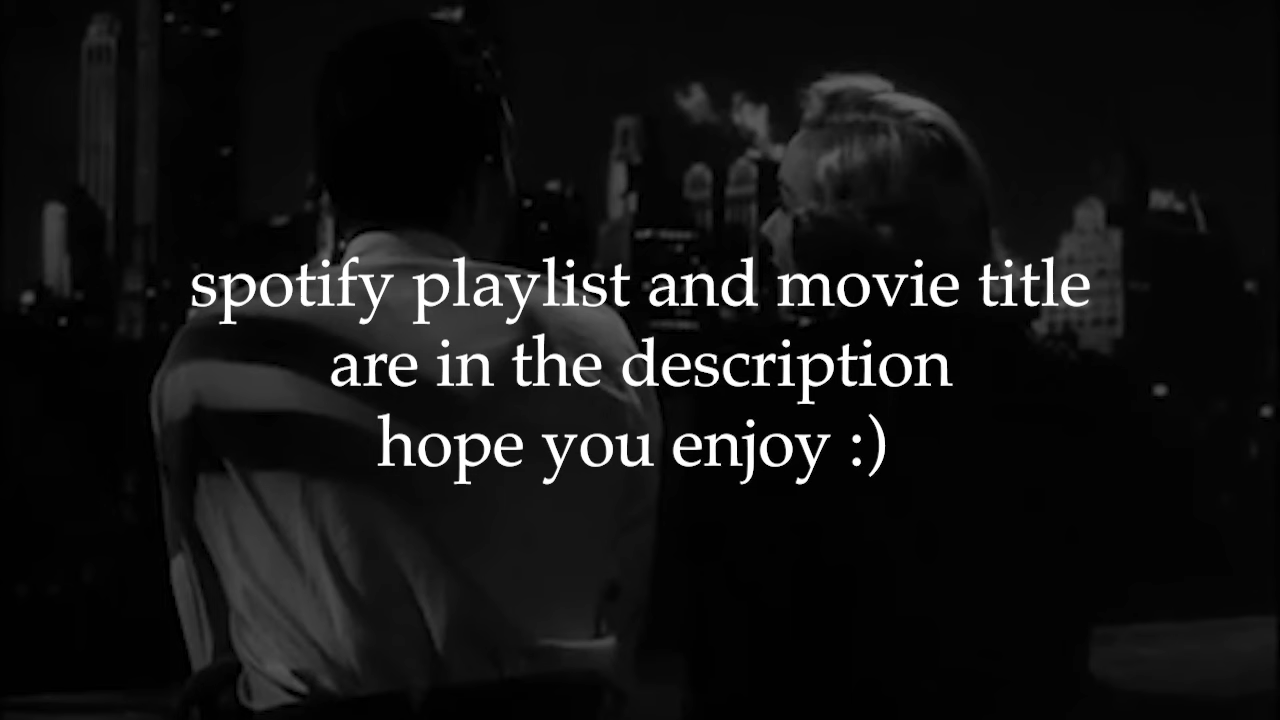 spotify playlist and movie title
are in the description
hope you enjoy :)